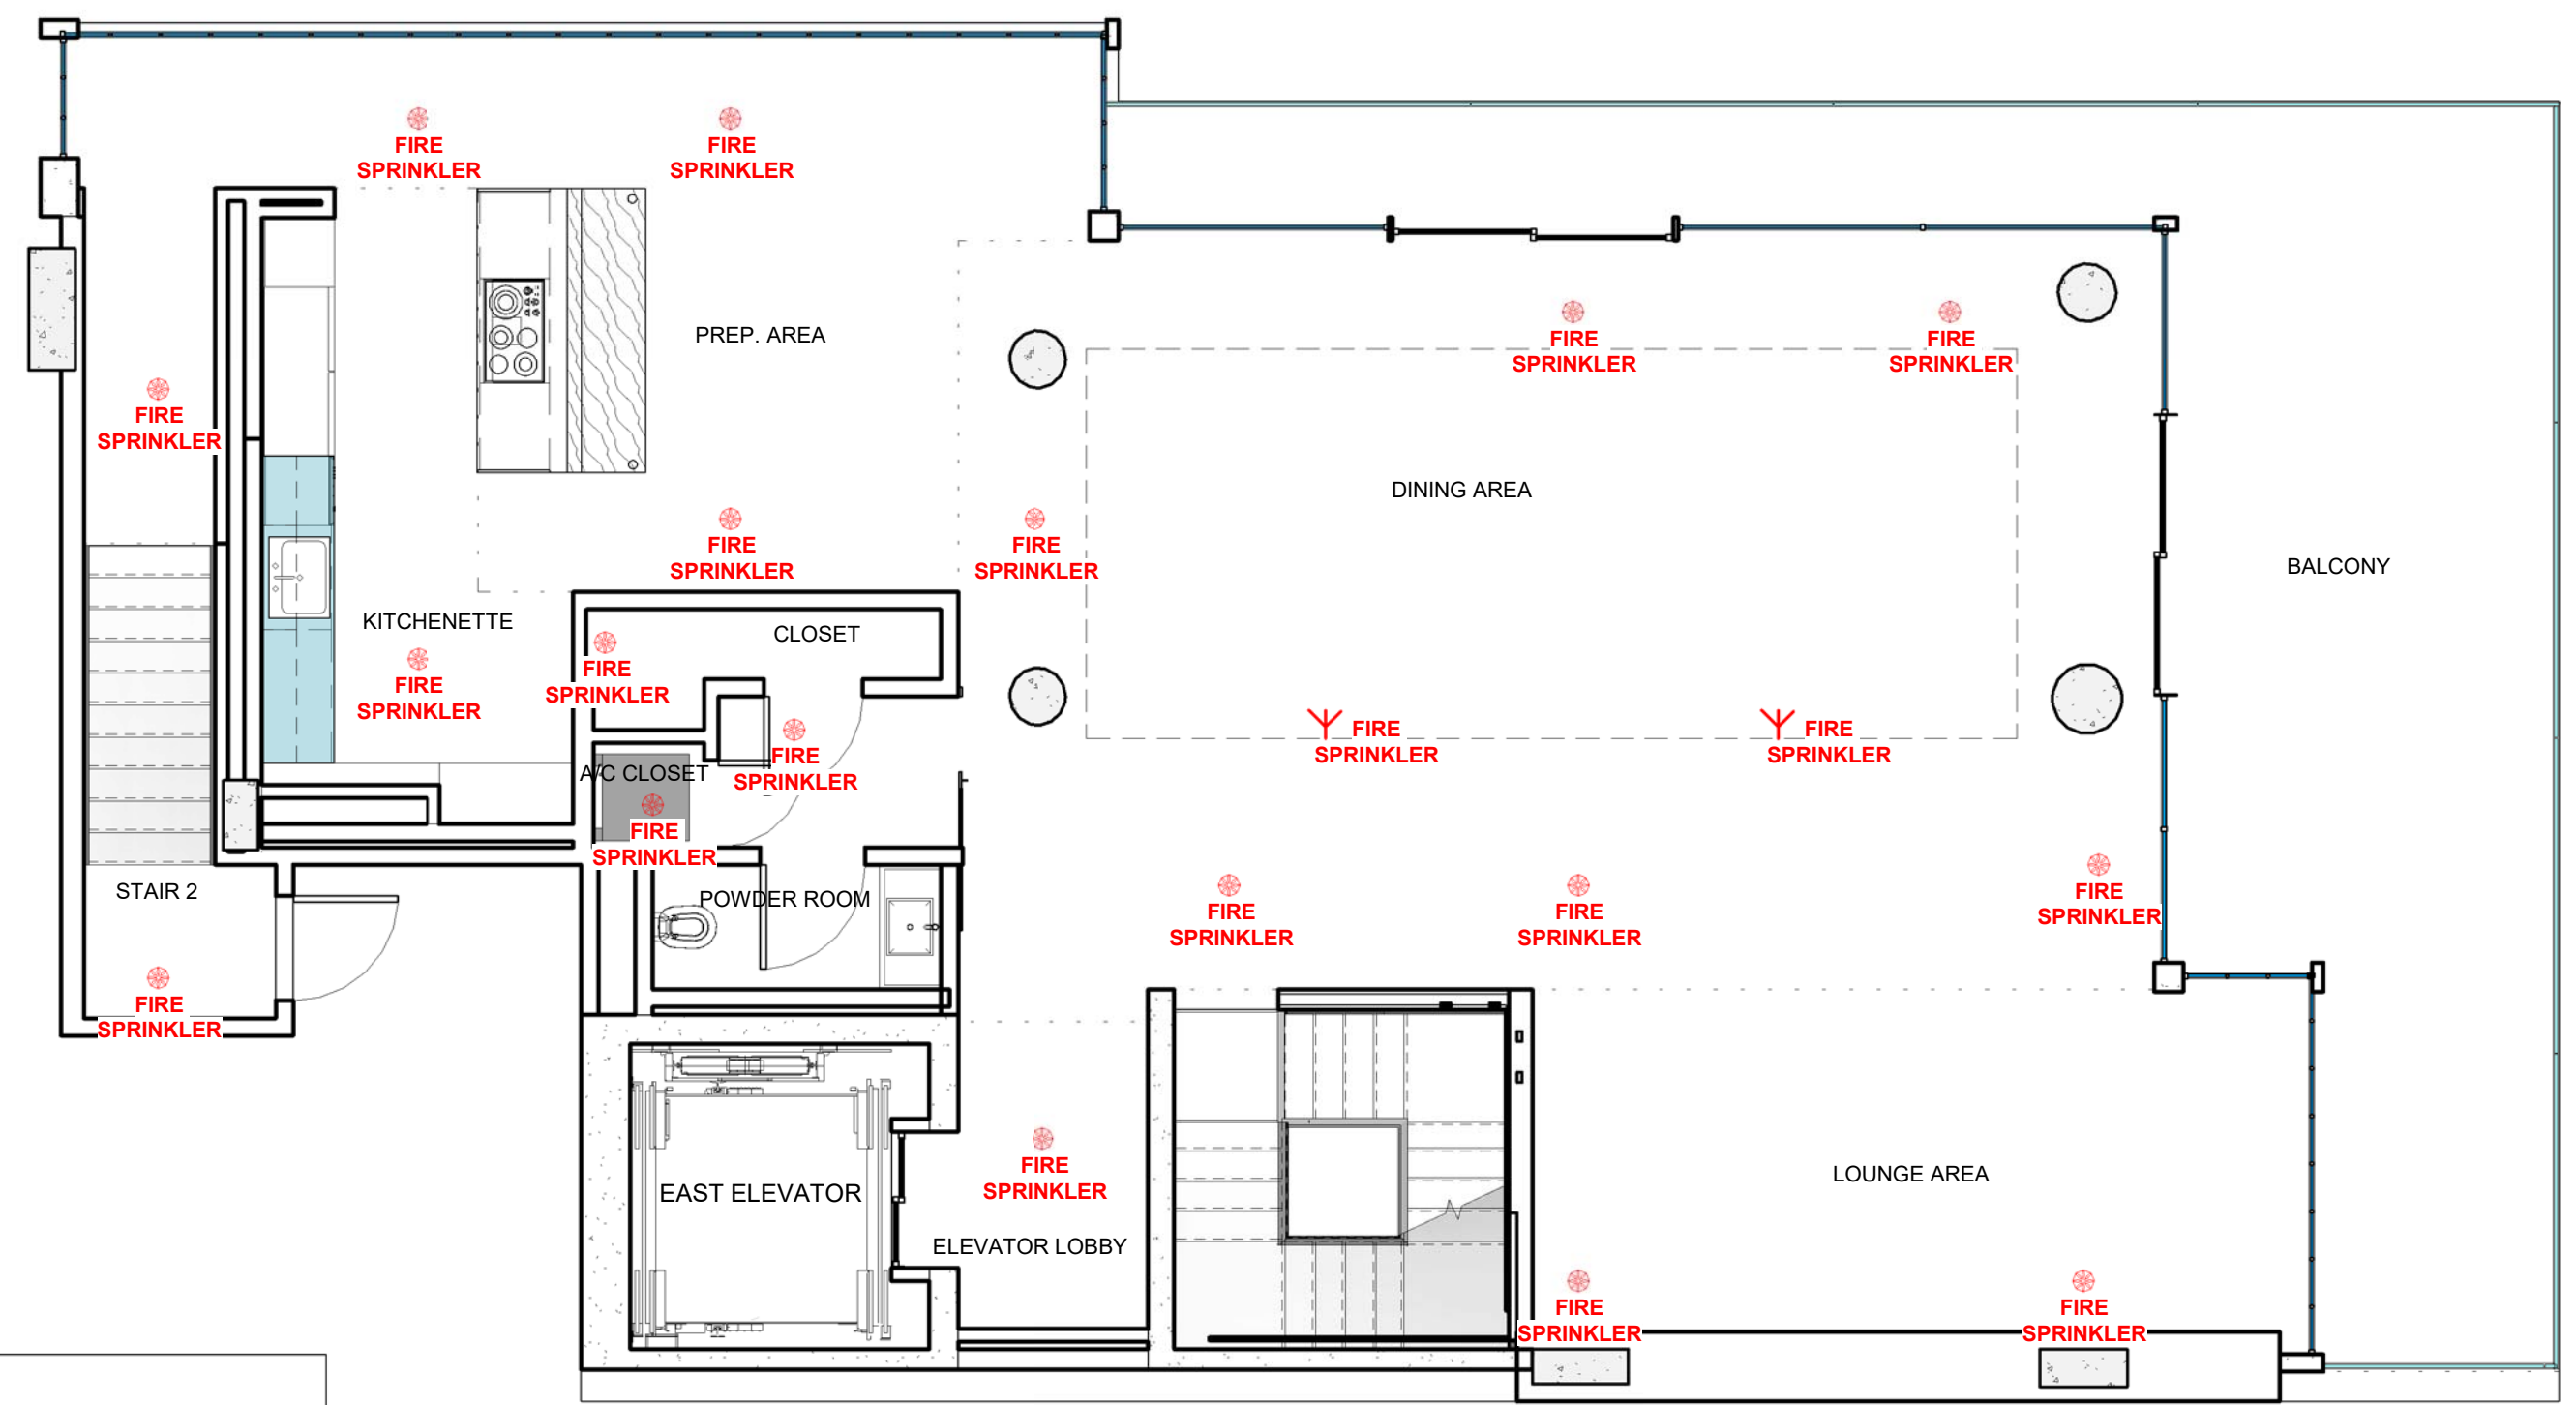 FIRE
SPRINKLER
FIRE
SPRINKLER
PREP. AREA
FIRE
SPRINKLER
FIRE
SPRINKLER
FIRE
SPRINKLER
DINING AREA
FIRE
SPRINKLER
FIRE
SPRINKLER
BALCONY
KITCHENETTE
CLOSET
FIRE
SPRINKLER
FIRE
SPRINKLER
FIRE
SPRINKLER
FIRE
SPRINKLER
FIRE
SPRINKLER
A/C CLOSET
FIRE
SPRINKLER
STAIR 2
POWDER ROOM
FIRE
SPRINKLER
FIRE
SPRINKLER
FIRE
SPRINKLER
FIRE
SPRINKLER
FIRE
SPRINKLER
EAST ELEVATOR
ELEVATOR LOBBY
LOUNGE AREA
FIRE
SPRINKLER
FIRE
SPRINKLER